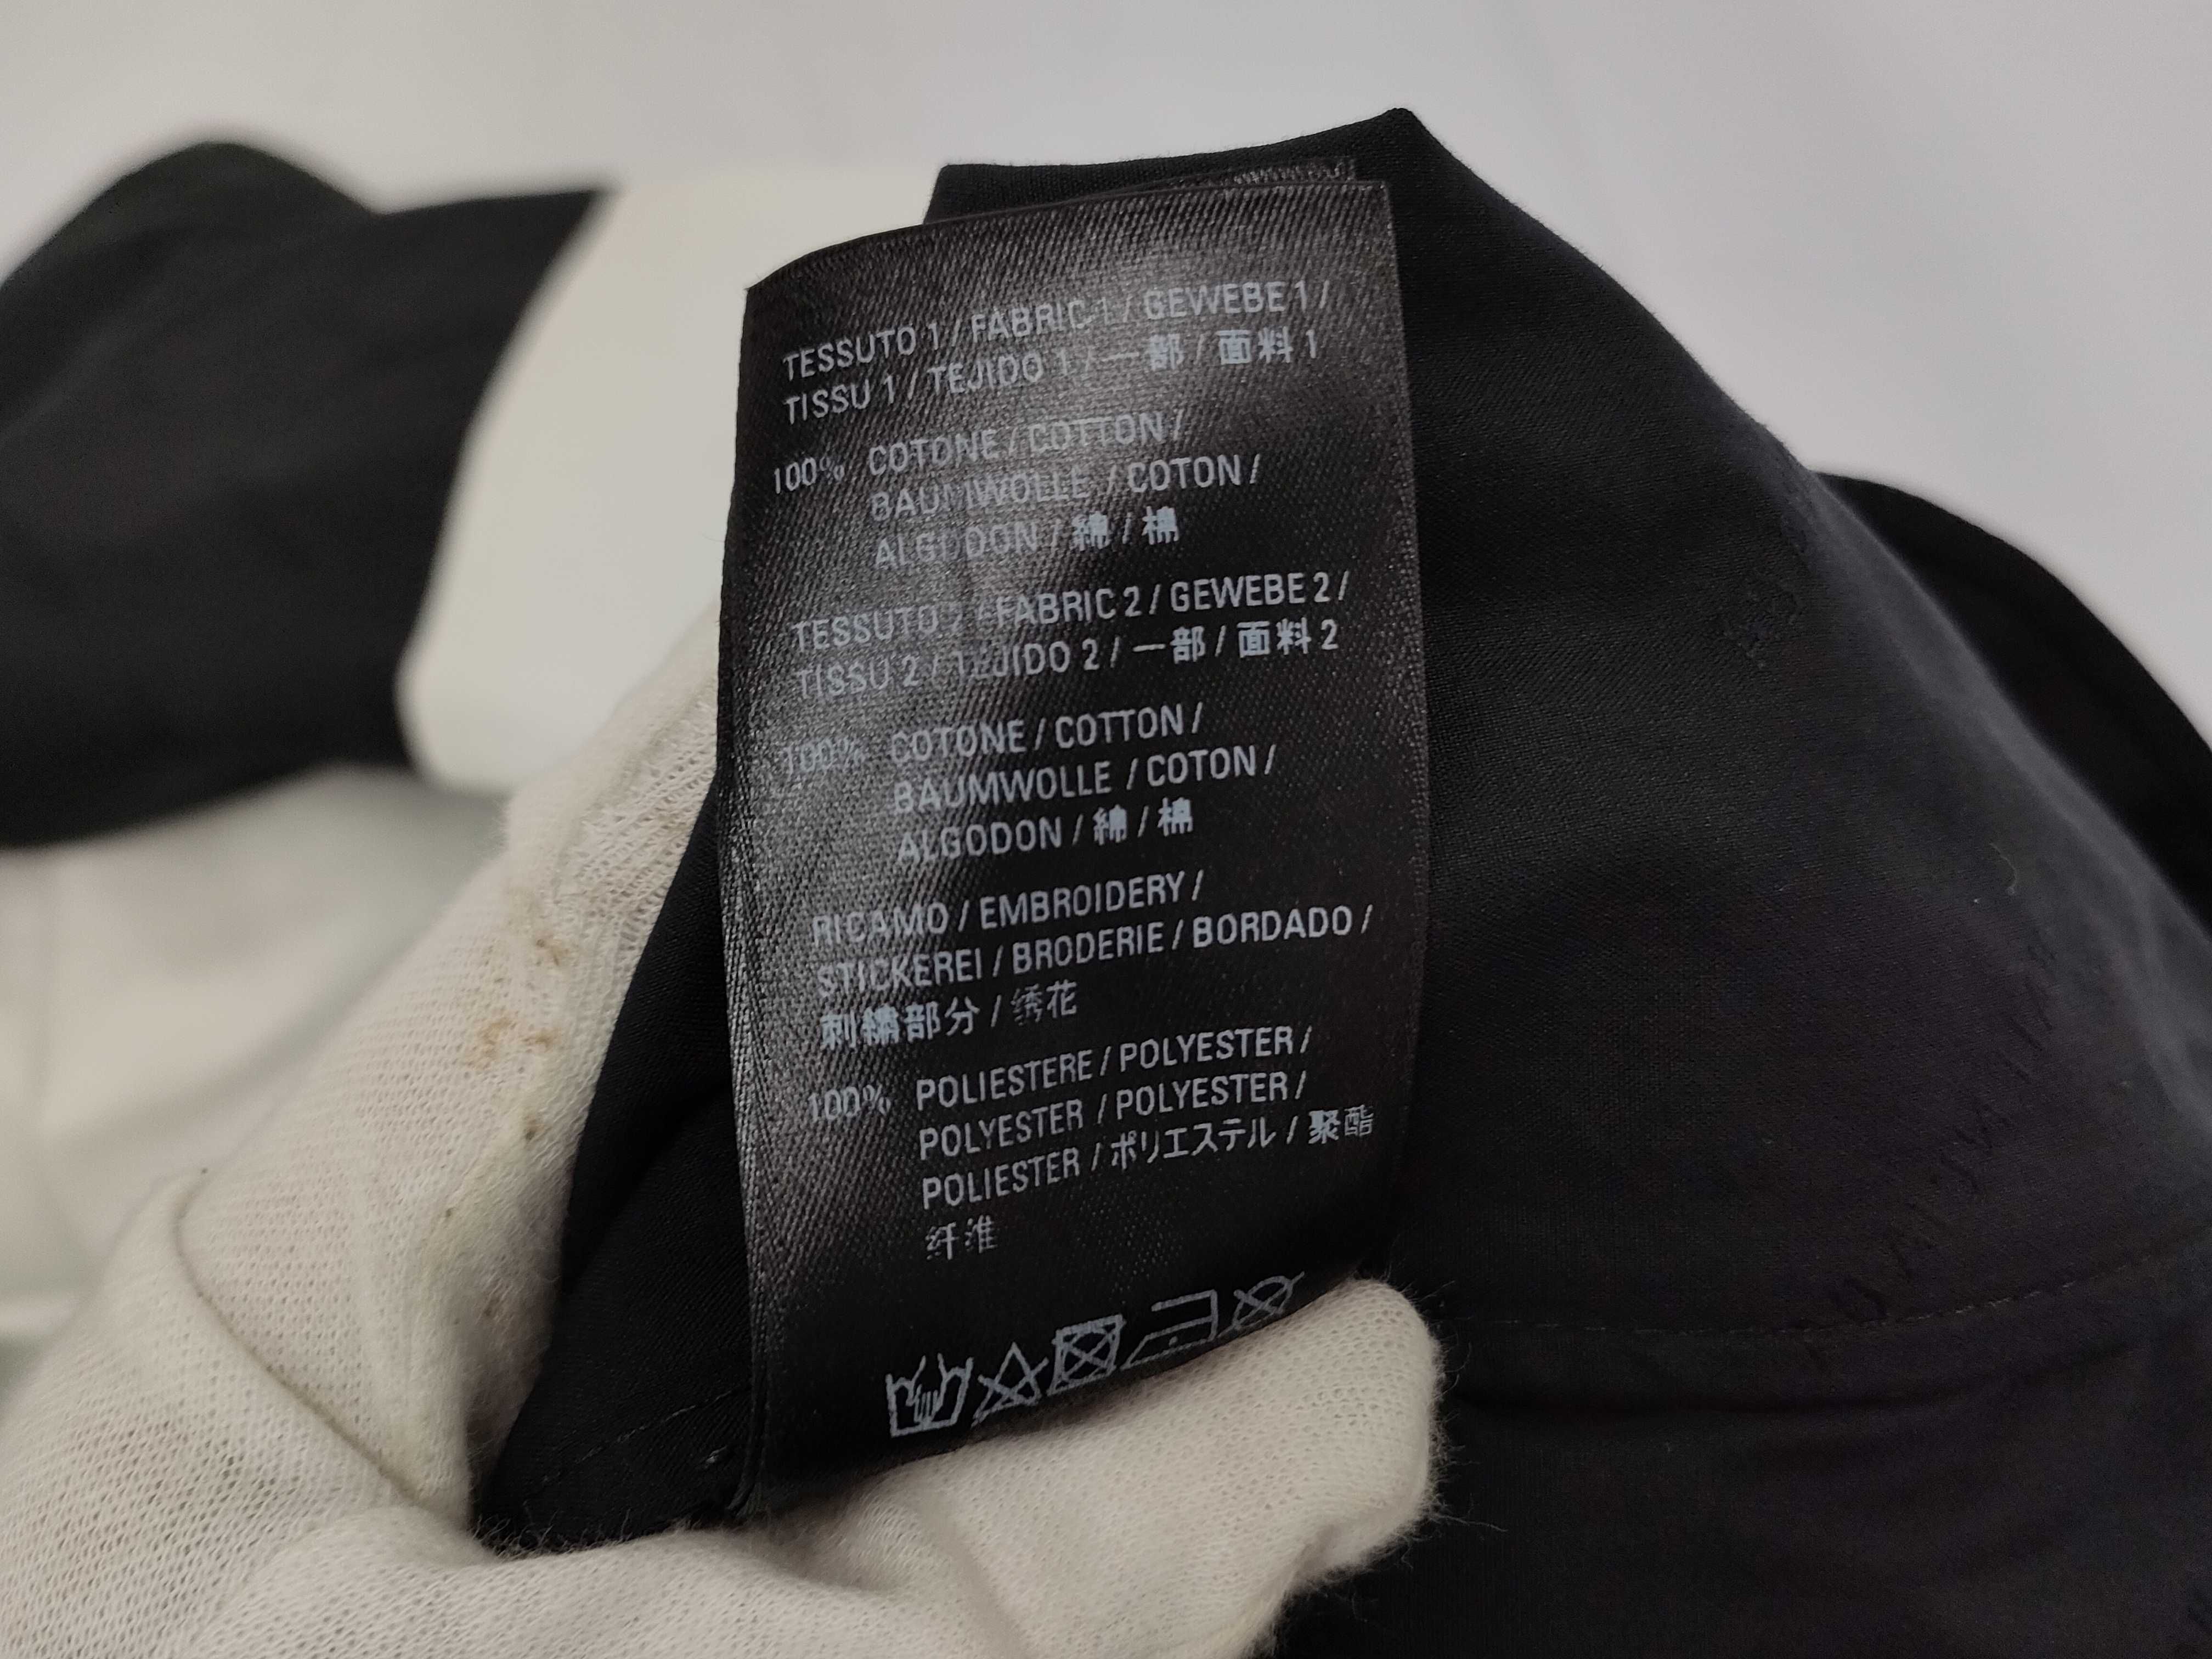 TESSUTO 1 / FABRIC 1 / GEWEBE 1 /
TISSU 1 / TEJIDO 1 / 一部 / 面料 1
100% COTONE / COTTON /
BAUMWOLLE / COTON /
ALGODON / 綿 / 棉
TESSUTO 2 / FABRIC 2 / GEWEBE 2 /
TISSU 2 / TEJIDO 2 / 一部 / 面料 2
100% COTONE / COTTON /
BAUMWOLLE / COTON /
ALGODON / 綿 / 棉
RICAMO / EMBROIDERY /
STICKEREI / BRODERIE / BORDADO /
刺繍部分 / 绣花
100% POLIESTERE / POLYESTER /
POLYESTER / POLYESTER /
POLIESTER / ポリエステル / 聚酯
纤维